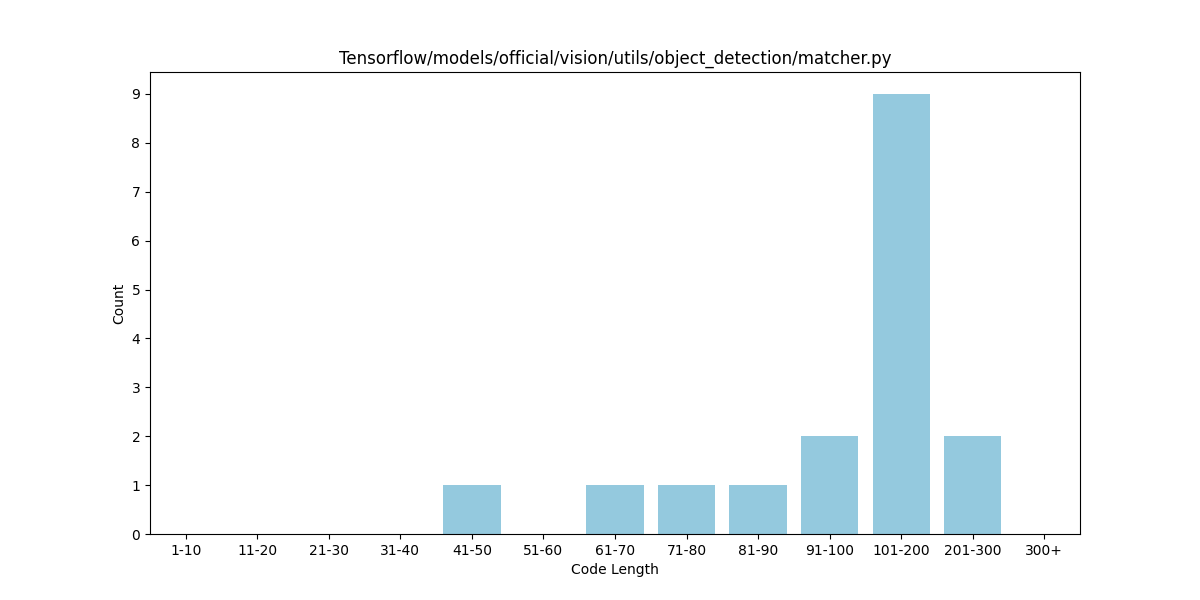 Tensorflow/models/official/vision/utils/object_detection/matcher.py
9
8
7
6
5
4
3
2
1
0
Count
1-10 11-20 21-30 31-40 41-50 51-60 61-70 71-80 81-90 91-100 101-200 201-300 300+
Code Length